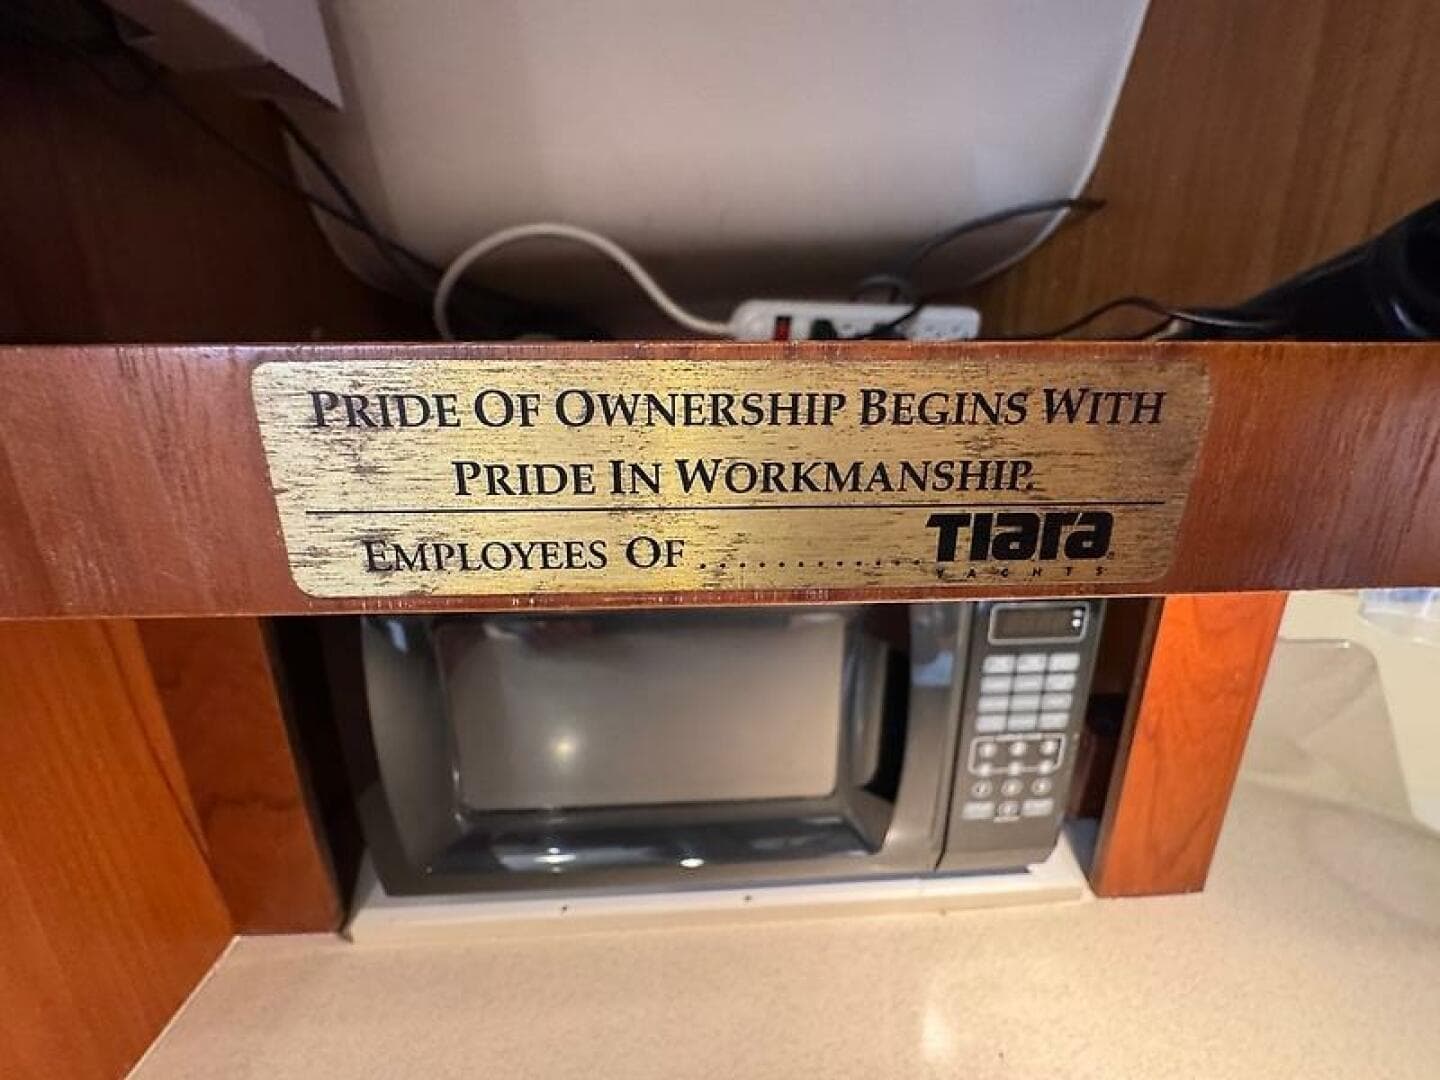 PRIDE OF OWNERSHIP BEGINS WITH
PRIDE IN WORKMANSHIP.
EMPLOYEES OF ............. TIARA
YACHTS